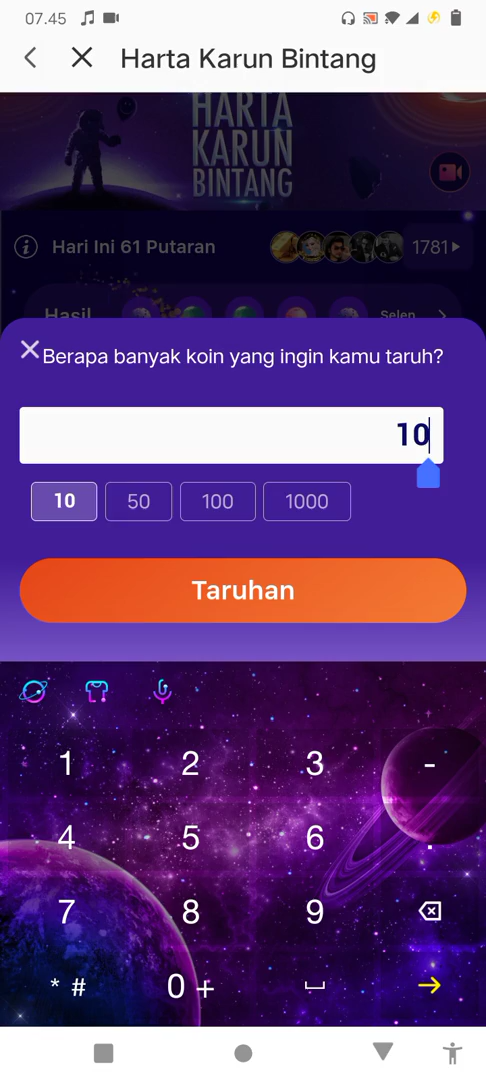 07.45
Harta Karun Bintang
HARTA
KARUN
BINTANG
Hari Ini 61 Putaran
1781
Hasil
Selen
Berapa banyak koin yang ingin kamu taruh?
10
10 50 100 1000
Taruhan
1 2 3 -
4 5 6 .
7 8 9
* # 0 +